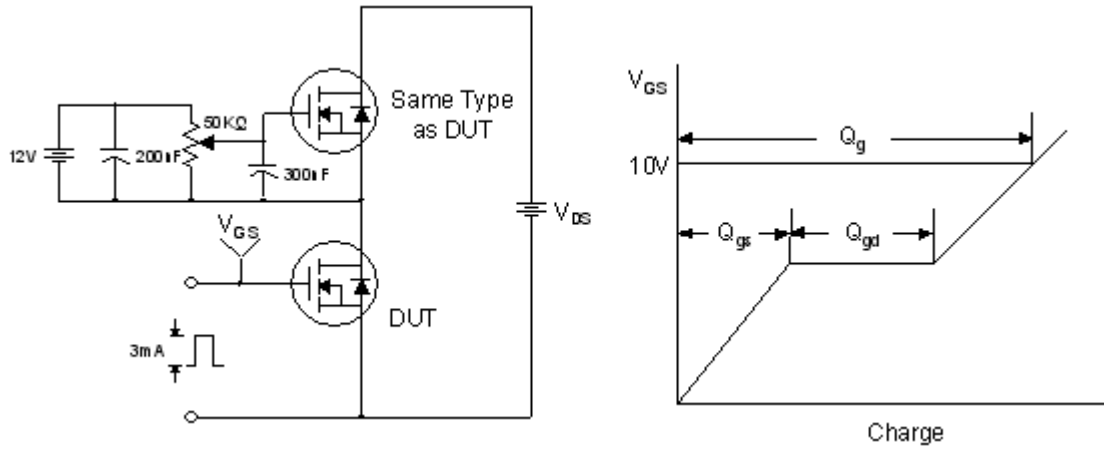 12V
200nF
50KΩ
300nF
Same Type
as DUT
V_DS
V_GS
DUT
3mA
V_GS
10V
Q_g
Q_gs
Q_gd
Charge